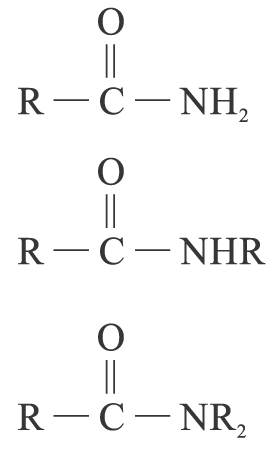 O
||
R — C — NH₂
O
||
R — C — NHR
O
||
R — C — NR₂